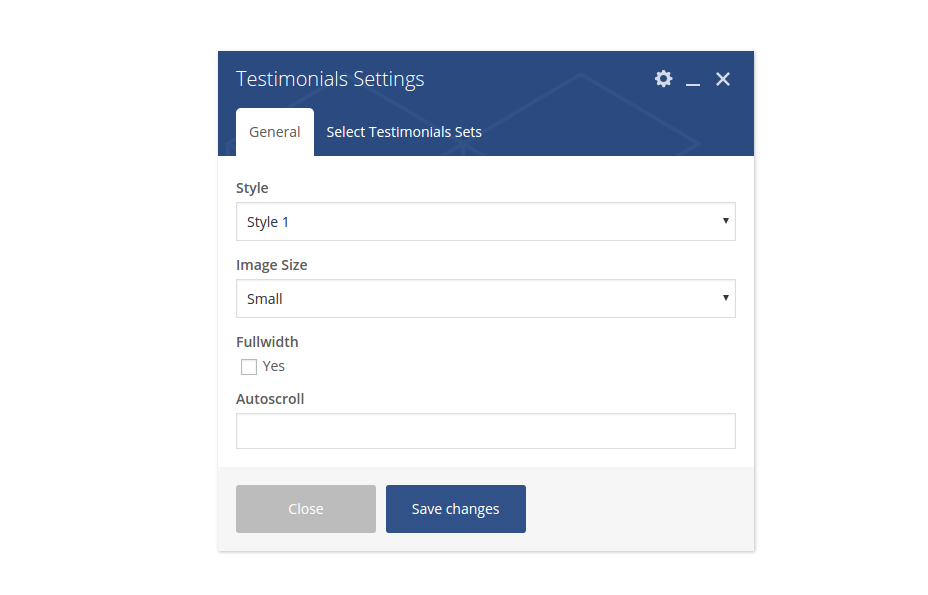 Testimonials Settings
General
Select Testimonials Sets
Style
Style 1
Image Size
Small
Fullwidth
Yes
Autoscroll
Close
Save changes